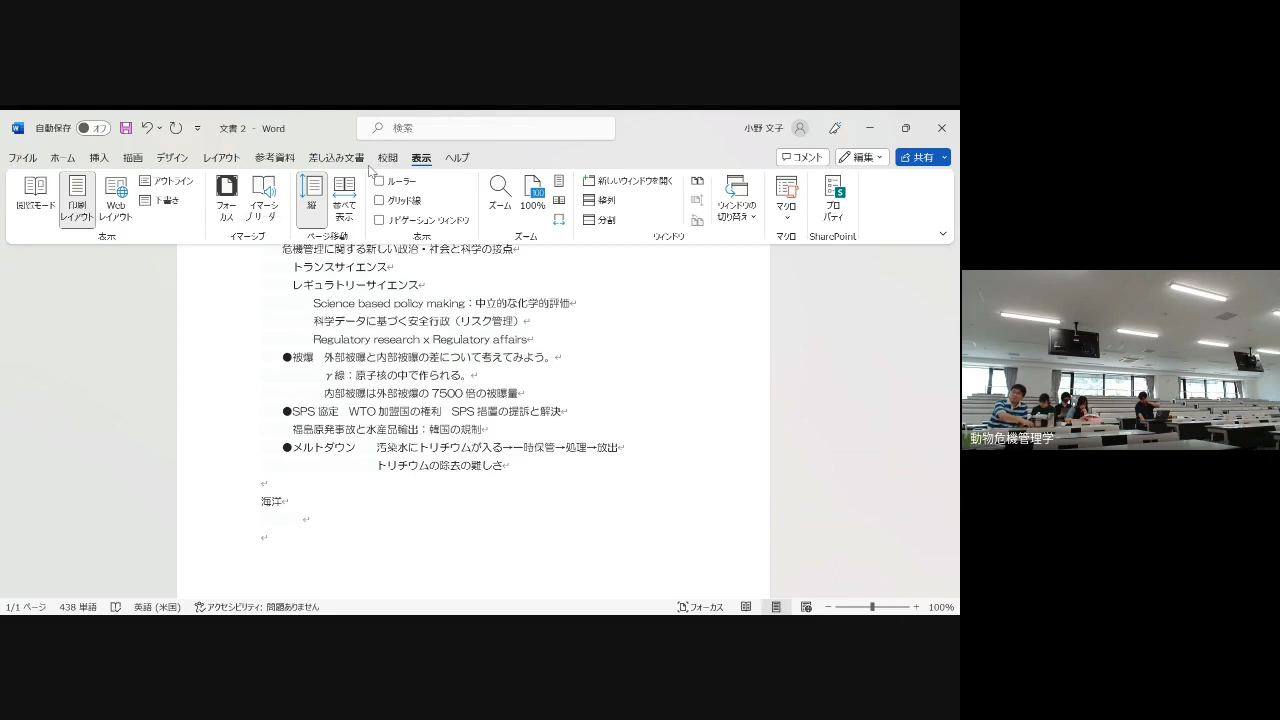 自動保存 オフ 文書 2 - Word 検索 小野 文子
ファイル ホーム 挿入 描画 デザイン レイアウト 参考資料 差し込み文書 校閲 表示 ヘルプ コメント 編集 共有
閲覧モード 印刷レイアウト Webレイアウト アウトライン 下書き 表示
フォーカス イマーシブ リーダー イマーシブ
縦 並べて表示 ページ移動
ルーラー グリッド線 ナビゲーション ウィンドウ 表示
ズーム 100 100% ズーム
新しいウィンドウを開く 整列 分割 ウィンドウの切り替え ウィンドウ
マクロ マクロ
プロパティ SharePoint
危機管理に関する新しい政治・社会と科学の接点
トランスサイエンス
レギュラトリーサイエンス
Science based policy making：中立的な化学的評価
科学データに基づく安全行政（リスク管理）
Regulatory research x Regulatory affairs
●被爆 外部被曝と内部被曝の差について考えてみよう。
γ線：原子核の中で作られる。
内部被曝は外部被爆の 7500 倍の被曝量
●SPS 協定 WTO 加盟国の権利 SPS 措置の提訴と解決
福島原発事故と水産品輸出：韓国の規制
●メルトダウン 汚染水にトリチウムが入る→一時保管→処理→放出
トリチウムの除去の難しさ
海洋
1/1 ページ 438 単語 英語 (米国) アクセシビリティ: 問題ありません フォーカス 100%
動物危機管理学